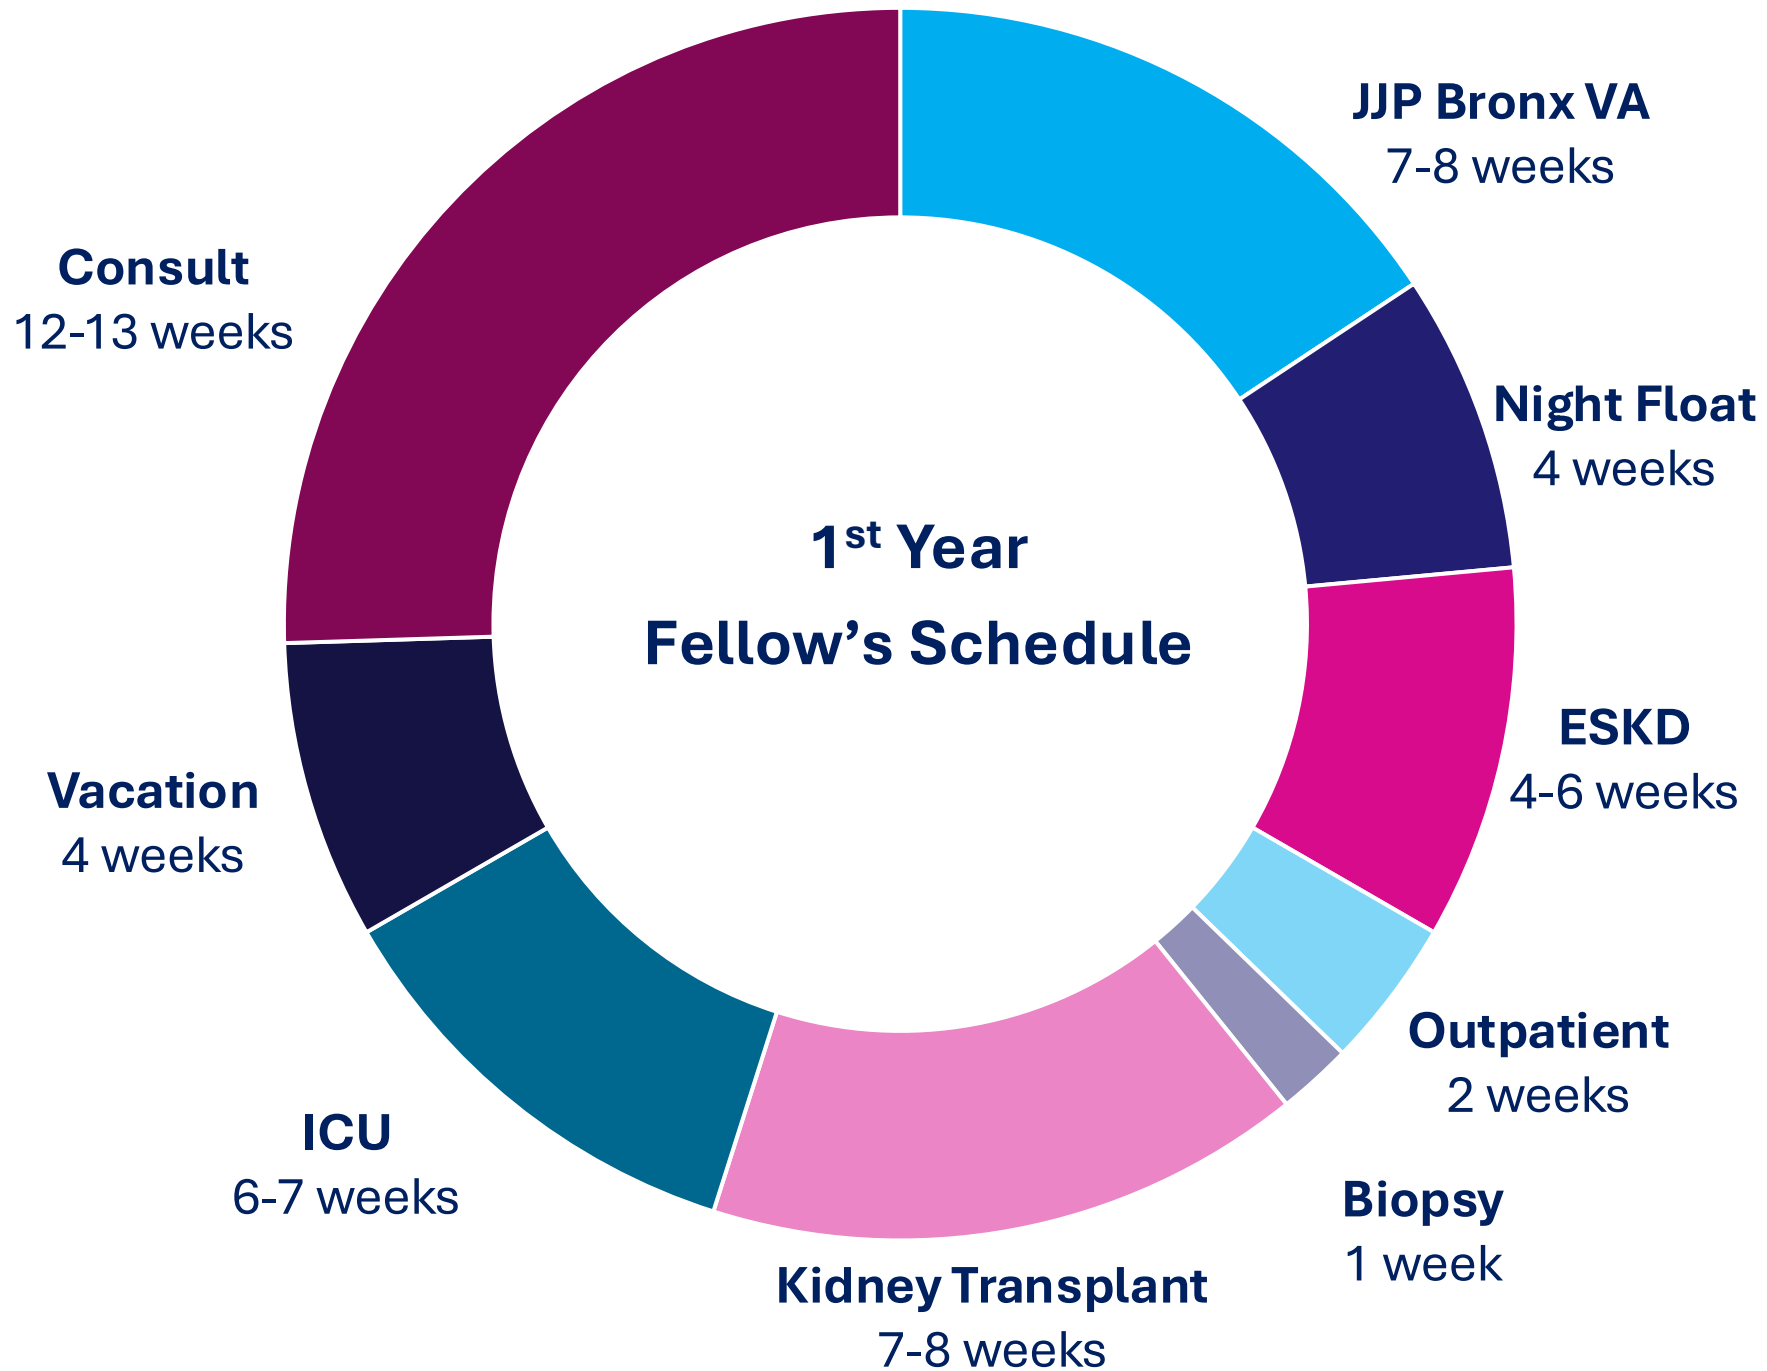 1st Year
Fellow’s Schedule
JJP Bronx VA
7-8 weeks
Night Float
4 weeks
ESKD
4-6 weeks
Outpatient
2 weeks
Biopsy
1 week
Kidney Transplant
7-8 weeks
ICU
6-7 weeks
Vacation
4 weeks
Consult
12-13 weeks